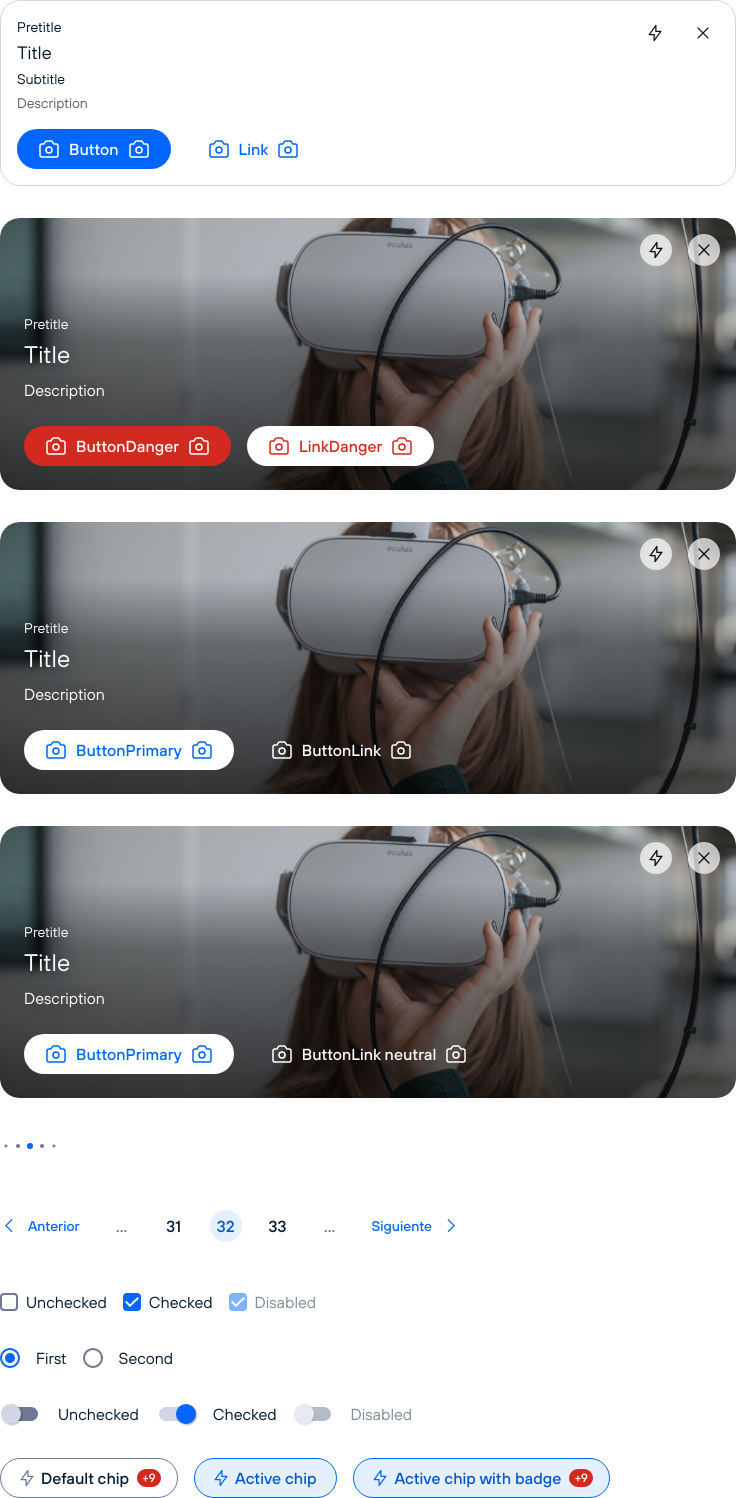 Pretitle
Title
Subtitle
Description
Button
Link
oculus
Pretitle
Title
Description
ButtonDanger
LinkDanger
oculus
Pretitle
Title
Description
ButtonPrimary
ButtonLink
oculus
Pretitle
Title
Description
ButtonPrimary
ButtonLink neutral
Anterior ... 31 32 33 ... Siguiente
Unchecked Checked Disabled
First Second
Unchecked Checked Disabled
Default chip +9 Active chip Active chip with badge +9